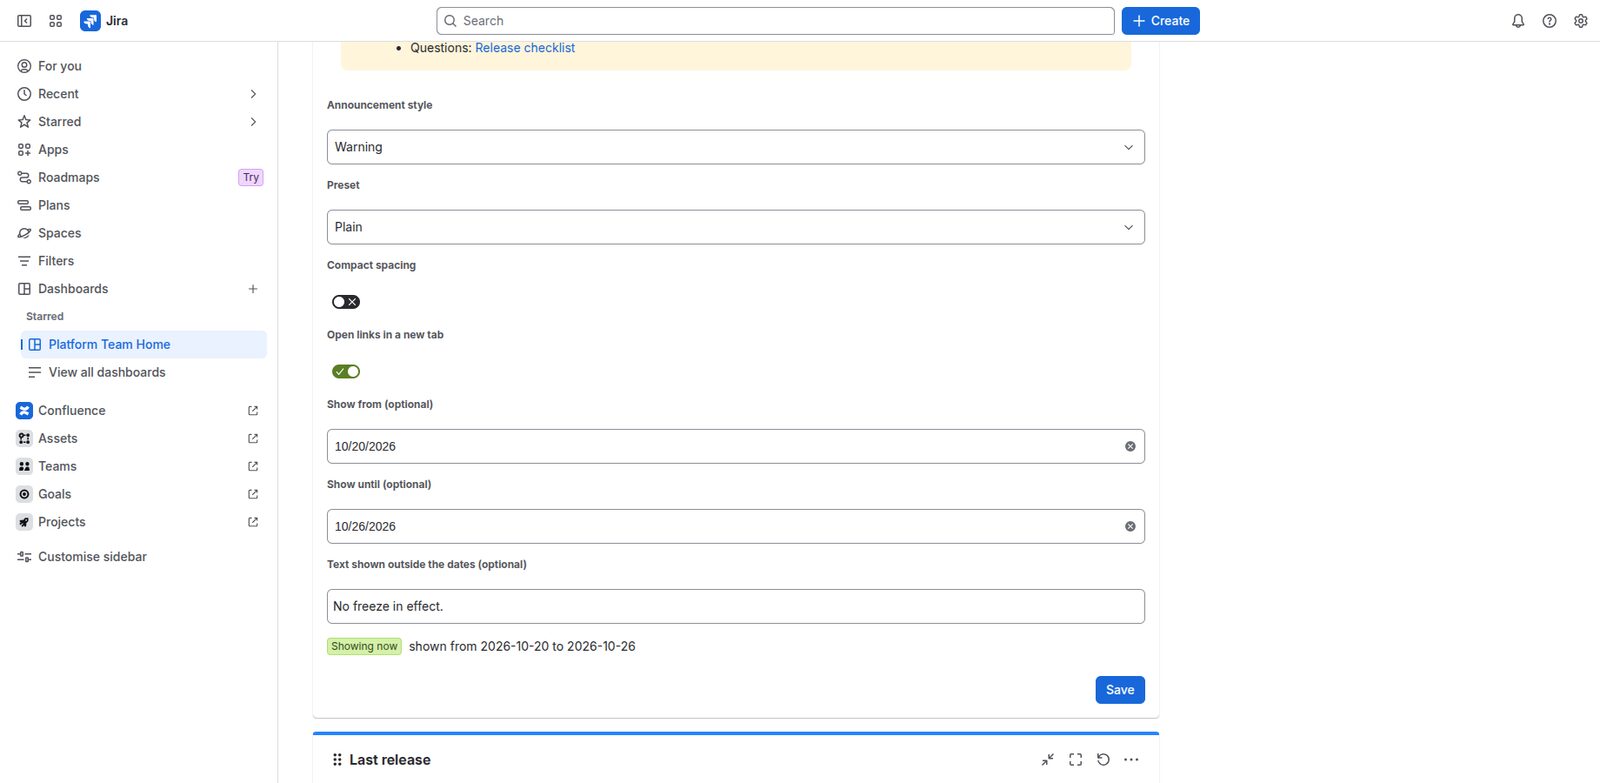 Jira
Search
Create
For you
Recent
Starred
Apps
Roadmaps
Try
Plans
Spaces
Filters
Dashboards
Starred
Platform Team Home
View all dashboards
Confluence
Assets
Teams
Goals
Projects
Customise sidebar
• Questions: Release checklist
Announcement style
Warning
Preset
Plain
Compact spacing
Open links in a new tab
Show from (optional)
10/20/2026
Show until (optional)
10/26/2026
Text shown outside the dates (optional)
No freeze in effect.
Showing now shown from 2026-10-20 to 2026-10-26
Save
Last release